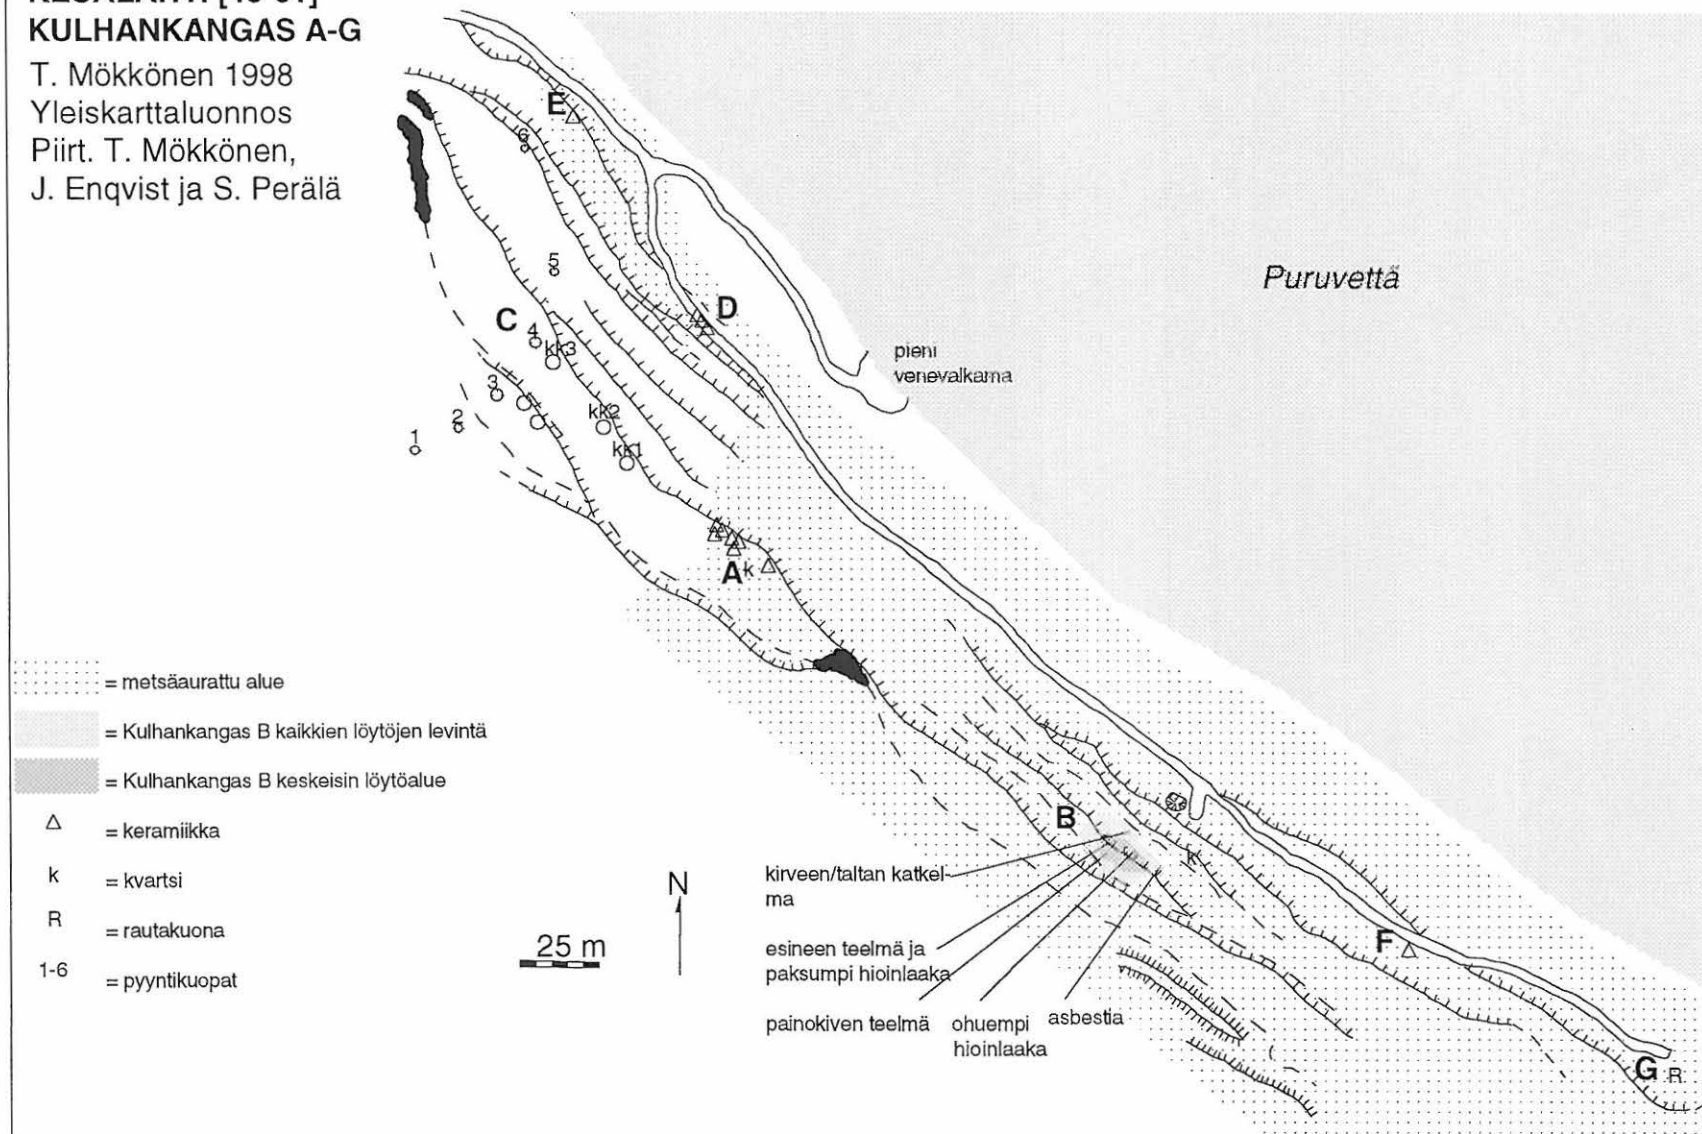 KULHANKANGAS A-G
T. Mökkönen 1998
Yleiskarttaluonnos
Piirt. T. Mökkönen,
J. Enqvist ja S. Perälä
E
6
5
D
C
4
kk3
3
kk2
2
1
kk1
Puruvettä
pieni
venevalkama
A k
= metsäaurattu alue
= Kulhankangas B kaikkien löytöjen levintä
= Kulhankangas B keskeisin löytöalue
= keramiikka
k = kvartsi
R = rautakuona
1-6 = pyyntikuopat
25 m
N
B
k
kirveen/taltan katkel-
ma
esineen teelmä ja
paksumpi hioinlaaka
painokiven teelmä
ohuempi
hioinlaaka
asbestia
F
G R